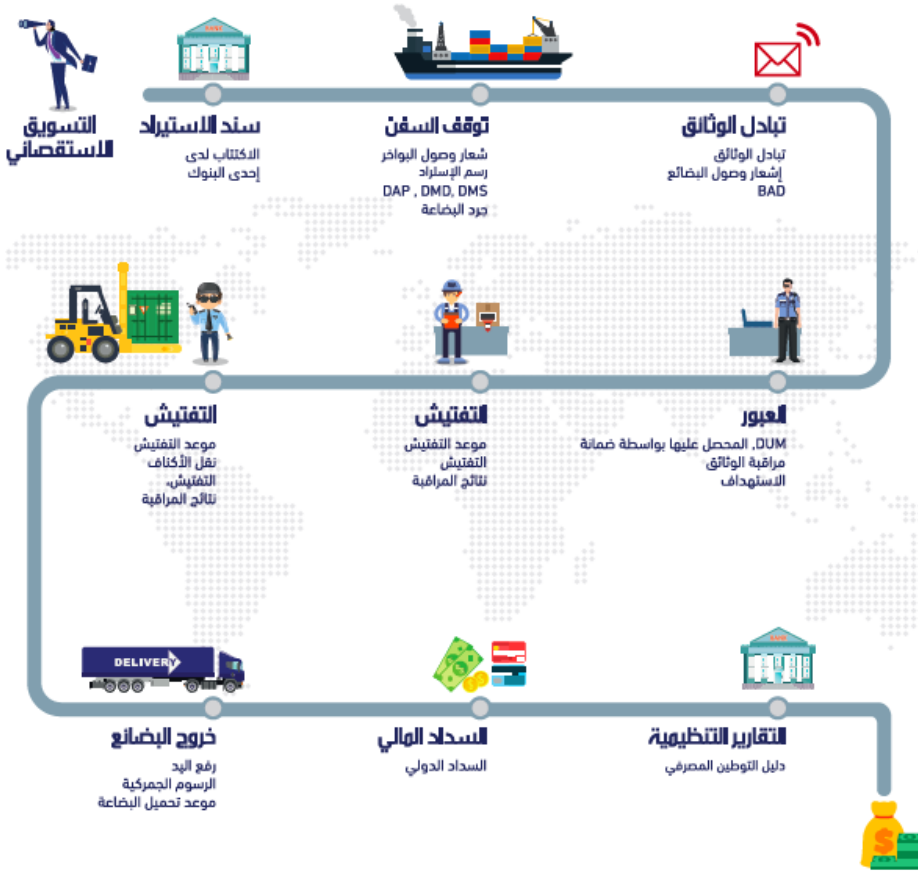 التسويق
الاستقصائي
سند الاستيراد
الاكتتاب لدى
إحدى البنوك
توقف السفن
شعار وصول البواخر
رسم الإستراد
DAP , DMD, DMS
جرد البضاعة
تبادل الوثائق
تبادل الوثائق
إشعار وصول البضائع
BAD
العبور
DUM, المحصل عليها بواسطة ضمانة
مراقبة الوثائق
الاستهداف
التفتيش
موعد التفتيش
التفتيش
نتائج المراقبة
التفتيش
موعد التفتيش
نقل الأكتاف
التفتيش,
نتائج المراقبة
DELIVERY
خروج البضائع
رفع اليد
الرسوم الجمركية
موعد تحميل البضاعة
السداد المالي
السداد الدولي
BANK
التقارير التنظيمية
دليل التوطين المصرفي